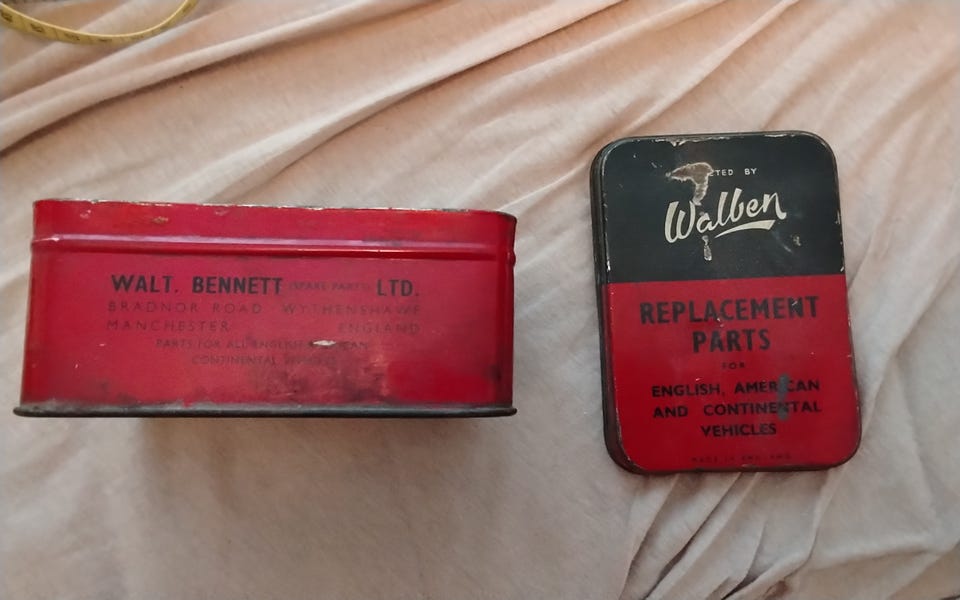 WALT. BENNETT (SPARE PARTS) LTD.
BRADNOR ROAD WYTHENSHAWE
MANCHESTER ENGLAND
PARTS FOR ALL ENGLISH
CONTINENTAL VEHICLES
BY
Walben
REPLACEMENT
PARTS
FOR
ENGLISH, AMERICAN
AND CONTINENTAL
VEHICLES
MADE IN ENGLAND